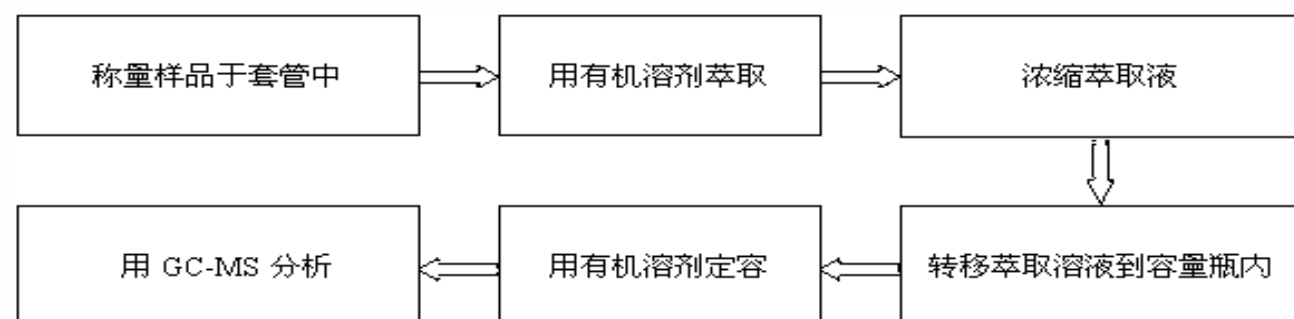 称量样品于套管中
用有机溶剂萃取
浓缩萃取液
转移萃取溶液到容量瓶内
用有机溶剂定容
用 GC-MS 分析